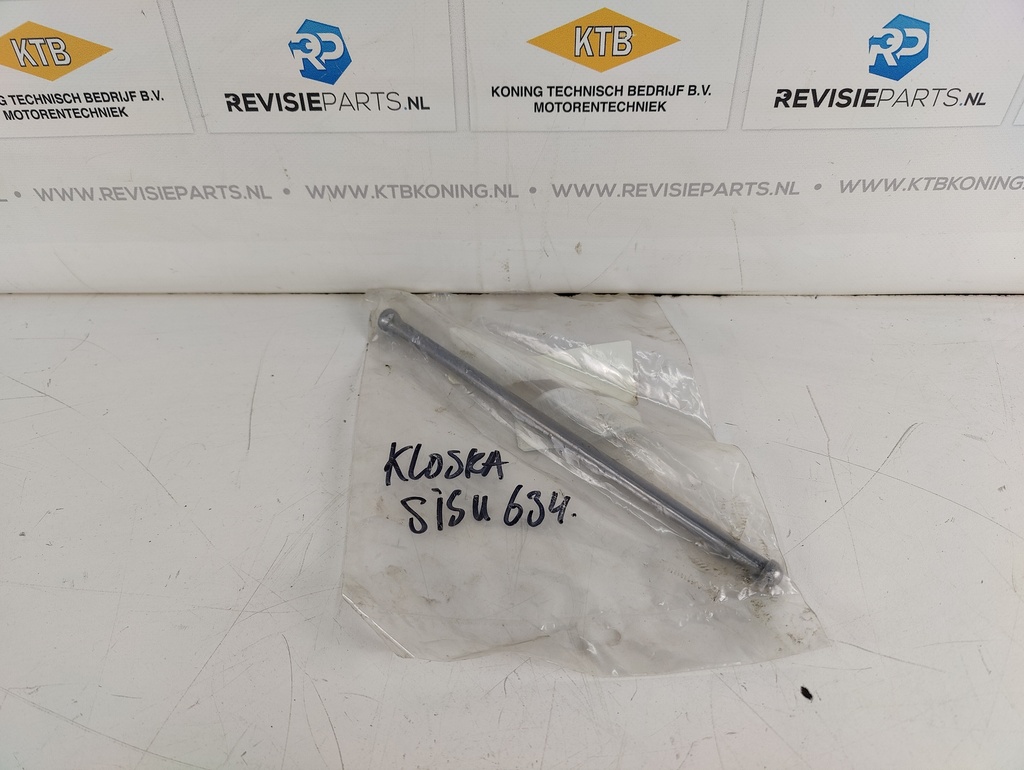 KTB
G TECHNISCH BEDRIJF B.V.
MOTORENTECHNIEK
RP
REVISIEPARTS.NL
KTB
KONING TECHNISCH BEDRIJF B.V.
MOTORENTECHNIEK
RP
REVISIEPARTS.NL
L • WWW.REVISIEPARTS.NL • WWW.KTBKONING.NL • WWW.REVISIEPARTS.NL • WWW.KTBKONING.
KLOSKA
SISU 634.